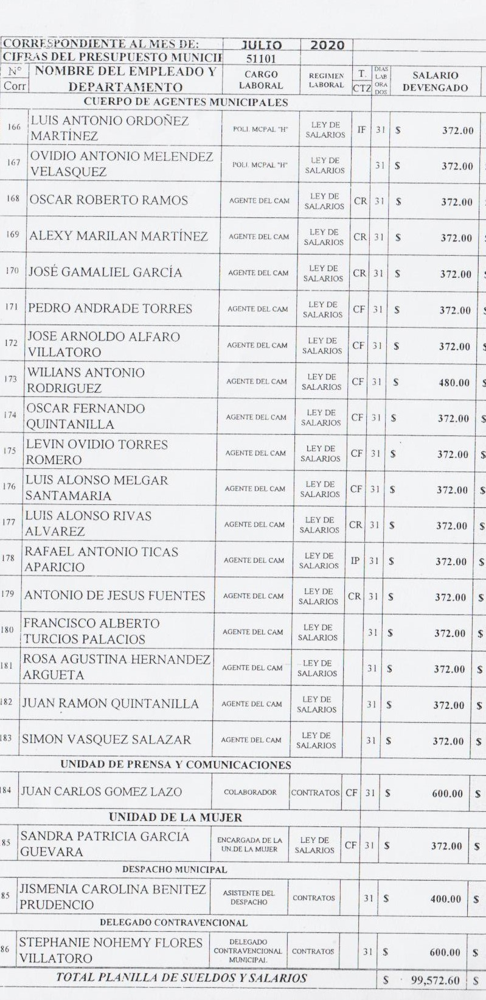 CORRESPONDIENTE AL MES DE: JULIO 2020
CIFRAS DEL PRESUPUESTO MUNICII 51101
N° Corr NOMBRE DEL EMPLEADO Y DEPARTAMENTO CARGO LABORAL REGIMEN LABORAL T. CTZ DIAS LAB ORA DOS SALARIO DEVENGADO
CUERPO DE AGENTES MUNICIPALES
166 LUIS ANTONIO ORDOÑEZ MARTÍNEZ POLI. MCPAL "H" LEY DE SALARIOS IF 31 $ 372.00
167 OVIDIO ANTONIO MELENDEZ VELASQUEZ POLI. MCPAL "H" LEY DE SALARIOS 31 $ 372.00
168 OSCAR ROBERTO RAMOS AGENTE DEL CAM LEY DE SALARIOS CR 31 $ 372.00
169 ALEXY MARILAN MARTÍNEZ AGENTE DEL CAM LEY DE SALARIOS CR 31 $ 372.00
170 JOSÉ GAMALIEL GARCÍA AGENTE DEL CAM LEY DE SALARIOS CR 31 $ 372.00
171 PEDRO ANDRADE TORRES AGENTE DEL CAM LEY DE SALARIOS CF 31 $ 372.00
172 JOSE ARNOLDO ALFARO VILLATORO AGENTE DEL CAM LEY DE SALARIOS CF 31 $ 372.00 $
173 WILIANS ANTONIO RODRIGUEZ AGENTE DEL CAM LEY DE SALARIOS CF 31 $ 480.00 $
174 OSCAR FERNANDO QUINTANILLA AGENTE DEL CAM LEY DE SALARIOS CF 31 $ 372.00 $
175 LEVIN OVIDIO TORRES ROMERO AGENTE DEL CAM LEY DE SALARIOS CF 31 $ 372.00 $
176 LUIS ALONSO MELGAR SANTAMARIA AGENTE DEL CAM LEY DE SALARIOS CF 31 $ 372.00 $
177 LUIS ALONSO RIVAS ALVAREZ AGENTE DEL CAM LEY DE SALARIOS CR 31 $ 372.00 $
178 RAFAEL ANTONIO TICAS APARICIO AGENTE DEL CAM LEY DE SALARIOS IP 31 $ 372.00 $
179 ANTONIO DE JESUS FUENTES AGENTE DEL CAM LEY DE SALARIOS CR 31 $ 372.00 $
180 FRANCISCO ALBERTO TURCIOS PALACIOS AGENTE DEL CAM LEY DE SALARIOS 31 $ 372.00 $
181 ROSA AGUSTINA HERNANDEZ ARGUETA AGENTE DEL CAM LEY DE SALARIOS 31 $ 372.00 $
182 JUAN RAMON QUINTANILLA AGENTE DEL CAM LEY DE SALARIOS 31 $ 372.00 $
183 SIMON VASQUEZ SALAZAR AGENTE DEL CAM LEY DE SALARIOS 31 $ 372.00 $
UNIDAD DE PRENSA Y COMUNICACIONES
184 JUAN CARLOS GOMEZ LAZO COLABORADOR CONTRATOS CF 31 $ 600.00 $
UNIDAD DE LA MUJER
85 SANDRA PATRICIA GARCIA GUEVARA ENCARGADA DE LA UN.DE LA MUJER LEY DE SALARIOS CF 31 $ 372.00 $
DESPACHO MUNICIPAL
85 JISMENIA CAROLINA BENITEZ PRUDENCIO ASISTENTE DEL DESPACHO CONTRATOS 31 $ 400.00 $
DELEGADO CONTRAVENCIONAL
86 STEPHANIE NOHEMY FLORES VILLATORO DELEGADO CONTRAVENCIONAL MUNICIPAL CONTRATOS 31 $ 600.00 $
TOTAL PLANILLA DE SUELDOS Y SALARIOS $ 99,572.60 $